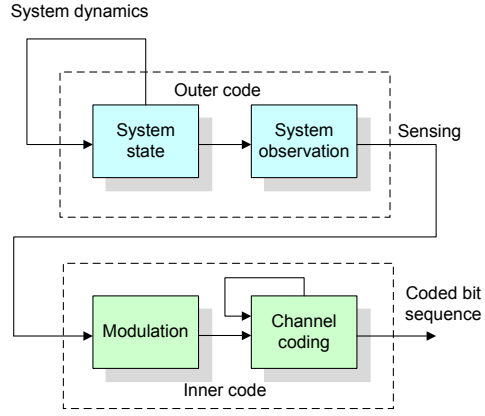 System dynamics
Outer code
System
state
System
observation
Sensing
Modulation
Channel
coding
Coded bit
sequence
Inner code